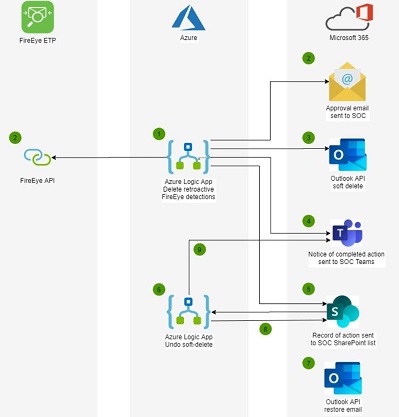 FireEye ETP
Azure
Microsoft 365
2
Approval email
sent to SOC
2
FireEye API
1
Azure Logic App
Delete retroactive
FireEye detections
3
Outlook API
soft delete
4
Notice of completed action
sent to SOC Teams
9
6
Azure Logic App
Undo soft-delete
5
Record of action sent
to SOC SharePoint list
8
7
Outlook API
restore email